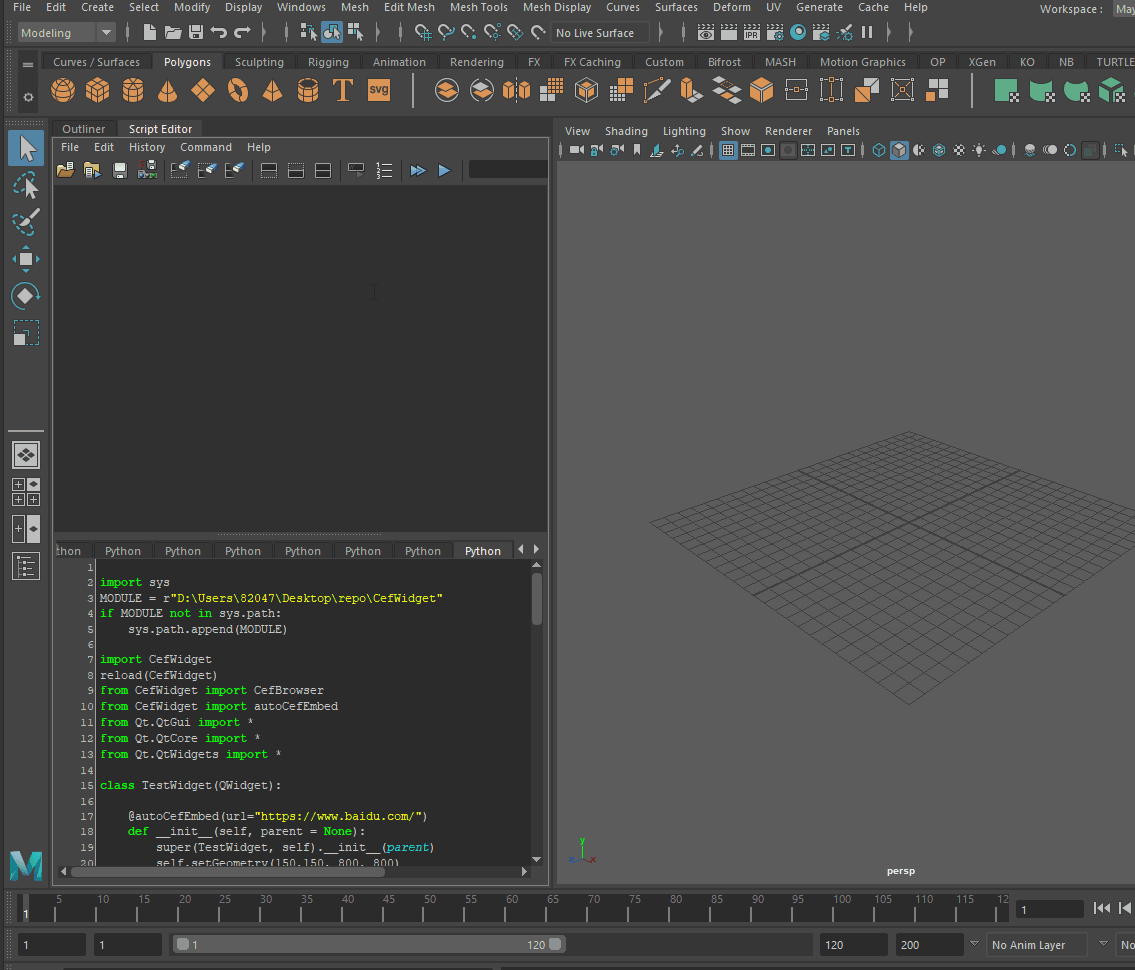 File Edit Create Select Modify Display Windows Mesh Edit Mesh Mesh Tools Mesh Display Curves Surfaces Deform UV Generate Cache Help Workspace :
Modeling No Live Surface IPR
Curves / Surfaces Polygons Sculpting Rigging Animation Rendering FX FX Caching Custom Bifrost MASH Motion Graphics OP XGen KO NB TURTLE
T SVG
Outliner Script Editor
File Edit History Command Help
View Shading Lighting Show Renderer Panels
Python Python Python Python Python Python Python
1
2 import sys
3 MODULE = r"D:\Users\82047\Desktop\repo\CefWidget"
4 if MODULE not in sys.path:
5 sys.path.append(MODULE)
6
7 import CefWidget
8 reload(CefWidget)
9 from CefWidget import CefBrowser
10 from CefWidget import autoCefEmbed
11 from Qt.QtGui import *
12 from Qt.QtCore import *
13 from Qt.QtWidgets import *
14
15 class TestWidget(QWidget):
16
17 @autoCefEmbed(url="https://www.baidu.com/")
18 def __init__(self, parent = None):
19 super(TestWidget, self).__init__(parent)
20 self.setGeometry(150,150, 800, 800)
y
x
persp
M
1 5 10 15 20 25 30 35 40 45 50 55 60 65 70 75 80 85 90 95 100 105 110 115 12 1
1 1 1 120 120 200 No Anim Layer No